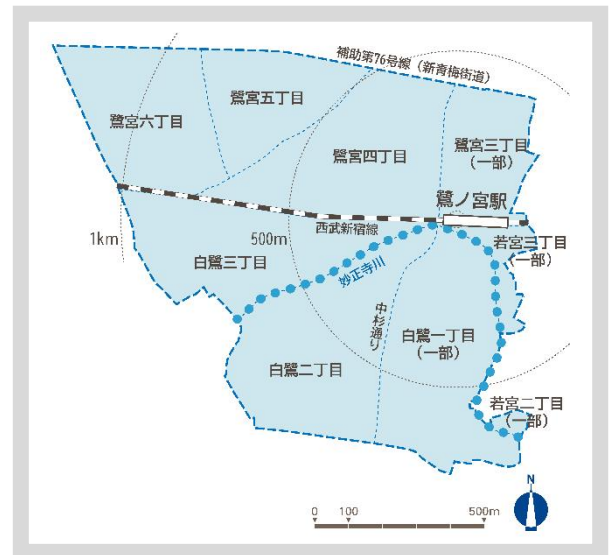 補助第76号線（新青梅街道）
鷺宮五丁目
鷺宮六丁目
鷺宮四丁目
鷺宮三丁目
（一部）
鷺ノ宮駅
西武新宿線
若宮三丁目
（一部）
1km
500m
白鷺三丁目
妙正寺川
中杉通り
白鷺一丁目
（一部）
白鷺二丁目
若宮二丁目
（一部）
N
0 100 500m